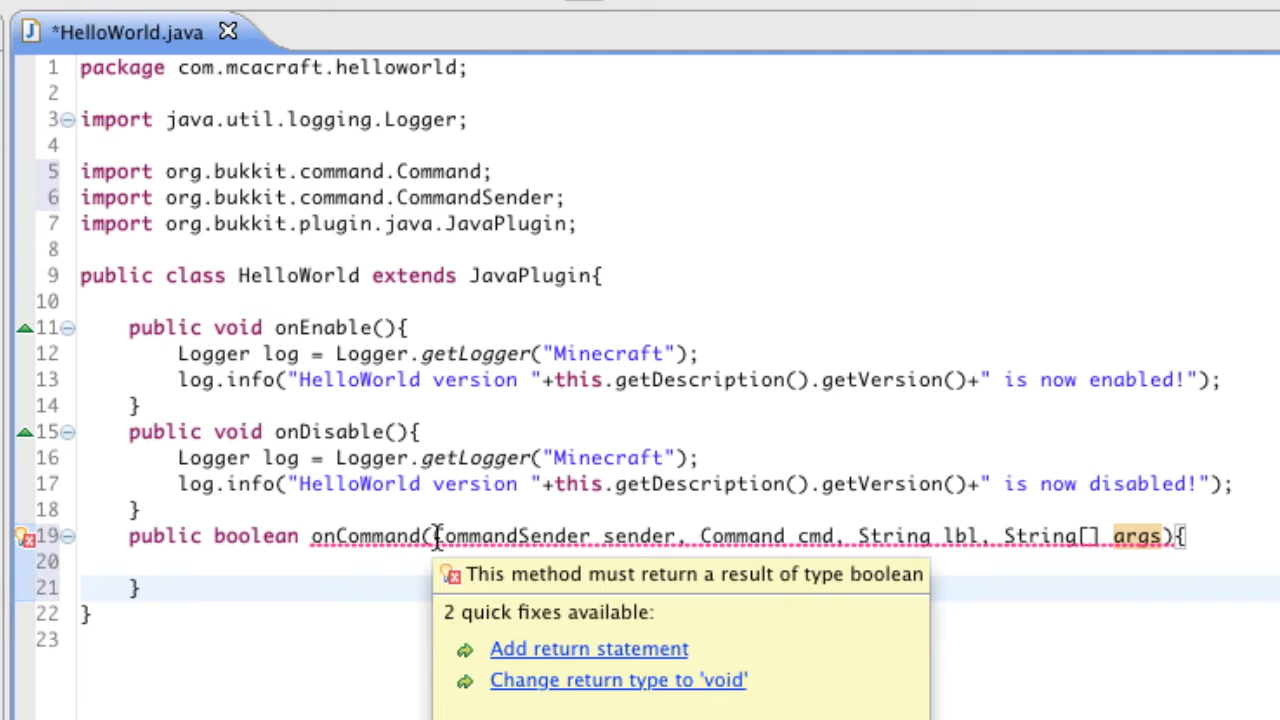 *HelloWorld.java
1 package com.mcacraft.helloworld;
2
3 import java.util.logging.Logger;
4
5 import org.bukkit.command.Command;
6 import org.bukkit.command.CommandSender;
7 import org.bukkit.plugin.java.JavaPlugin;
8
9 public class HelloWorld extends JavaPlugin{
10
11 public void onEnable(){
12 Logger log = Logger.getLogger("Minecraft");
13 log.info("HelloWorld version "+this.getDescription().getVersion()+" is now enabled!");
14 }
15 public void onDisable(){
16 Logger log = Logger.getLogger("Minecraft");
17 log.info("HelloWorld version "+this.getDescription().getVersion()+" is now disabled!");
18 }
19 public boolean onCommand(CommandSender sender, Command cmd, String lbl, String[] args){
20
21 }
22 }
23
This method must return a result of type boolean
2 quick fixes available:
Add return statement
Change return type to 'void'